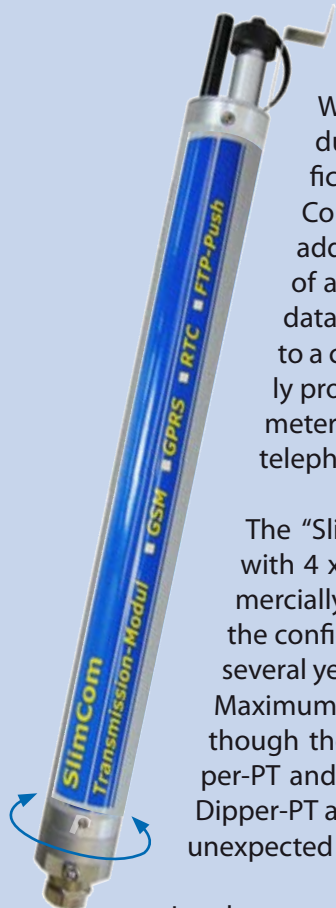 SlimCom
Transmission-Modul ■ GSM ■ GPRS ■ RTC ■ FTP-Push
W
du
fic
Co
add
of a
data
to a c
ly pro
meter
teleph
The “Sli
with 4 x
mercially
the confi
several ye
Maximum
though th
per-PT and
Dipper-PT a
unexpected